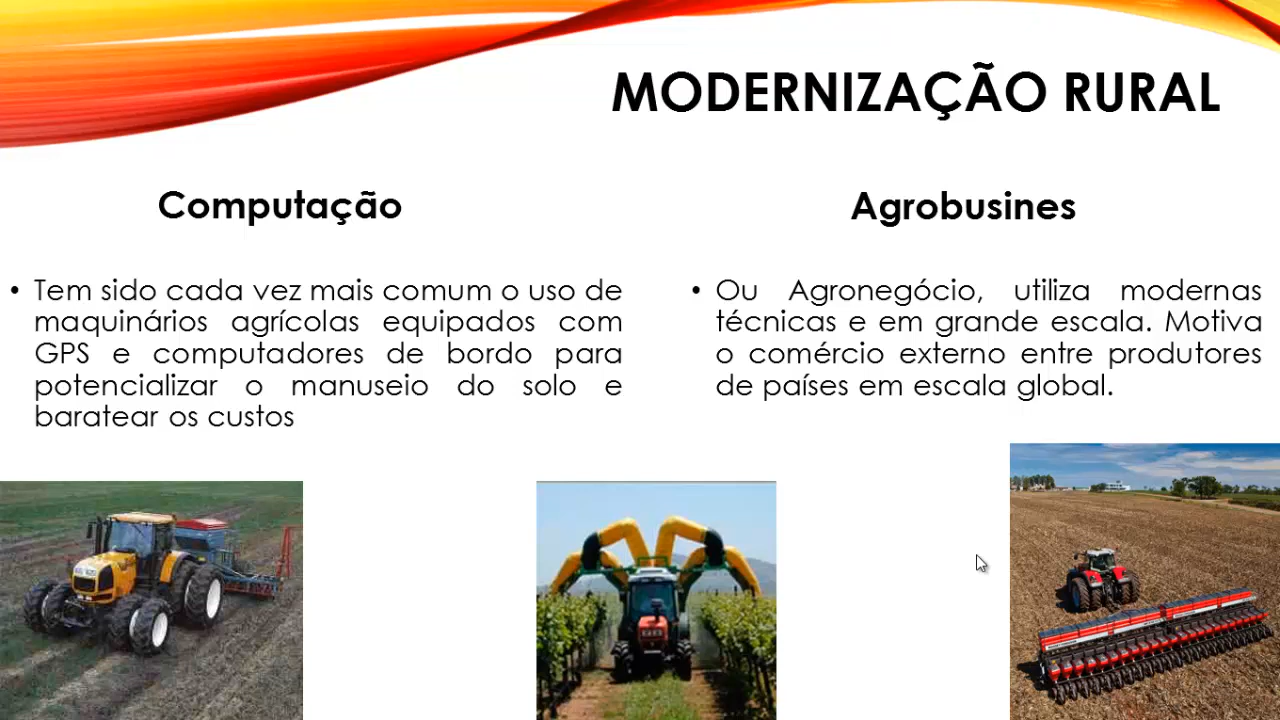 MODERNIZAÇÃO RURAL
Computação
• Tem sido cada vez mais comum o uso de
maquinários agrícolas equipados com
GPS e computadores de bordo para
potencializar o manuseio do solo e
baratear os custos
Agrobusines
• Ou Agronegócio, utiliza modernas
técnicas e em grande escala. Motiva
o comércio externo entre produtores
de países em escala global.